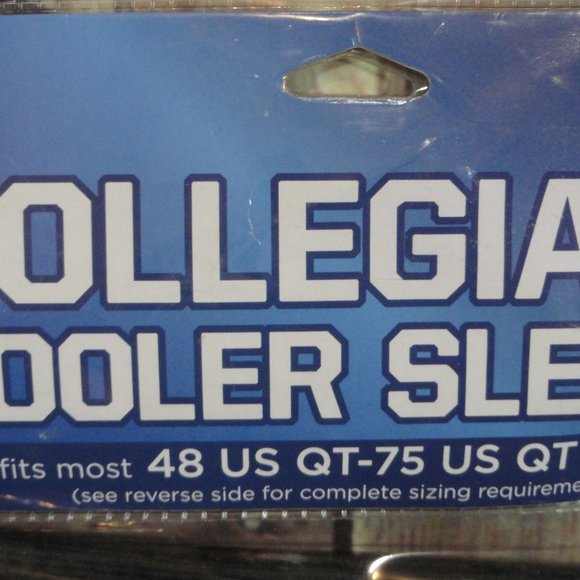 OLLEGIA
OOLER SLE
fits most 48 US QT-75 US QT
(see reverse side for complete sizing requireme